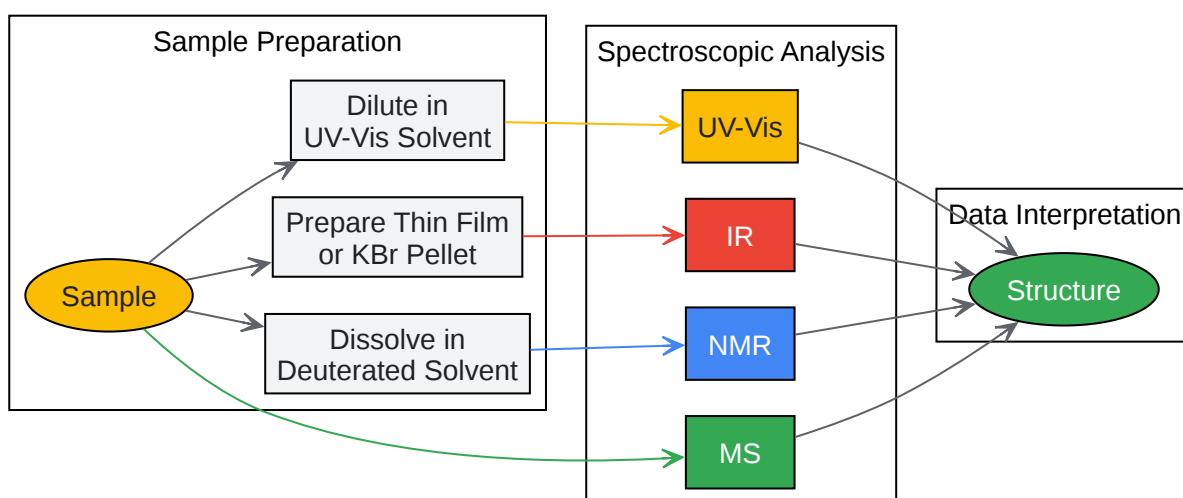 Sample Preparation
Dilute in
UV-Vis Solvent
Prepare Thin Film
or KBr Pellet
Sample
Dissolve in
Deuterated Solvent
Spectroscopic Analysis
UV-Vis
IR
NMR
MS
Data Interpretation
Structure